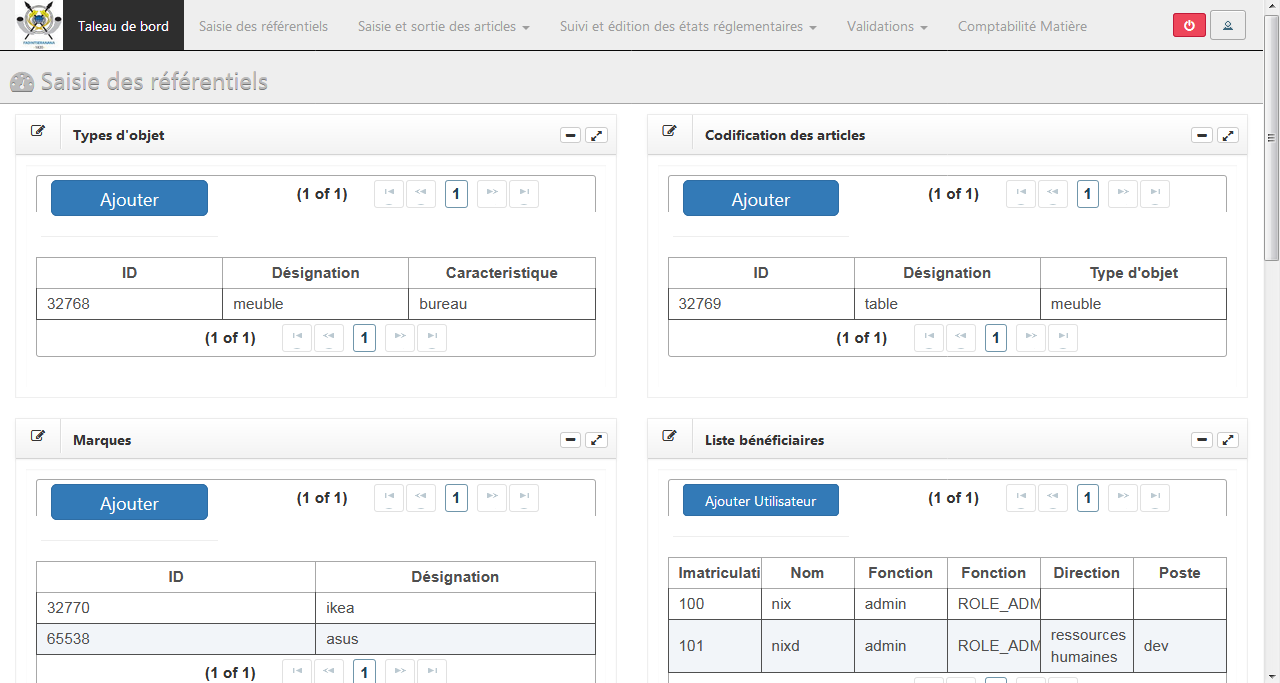 Taleau de bord
Saisie des référentiels
Saisie et sortie des articles
Suivi et édition des états réglementaires
Validations
Comptabilité Matière
Saisie des référentiels
Types d'objet
Ajouter
(1 of 1)
1
ID Désignation Caracteristique
32768 meuble bureau
(1 of 1)
1
Codification des articles
Ajouter
(1 of 1)
1
ID Désignation Type d'objet
32769 table meuble
(1 of 1)
1
Marques
Ajouter
(1 of 1)
1
ID Désignation
32770 ikea
65538 asus
(1 of 1)
1
Liste bénéficiaires
Ajouter Utilisateur
(1 of 1)
1
Imatriculati Nom Fonction Fonction Direction Poste
100 nix admin ROLE_ADM
101 nixd admin ROLE_ADM ressources humaines dev